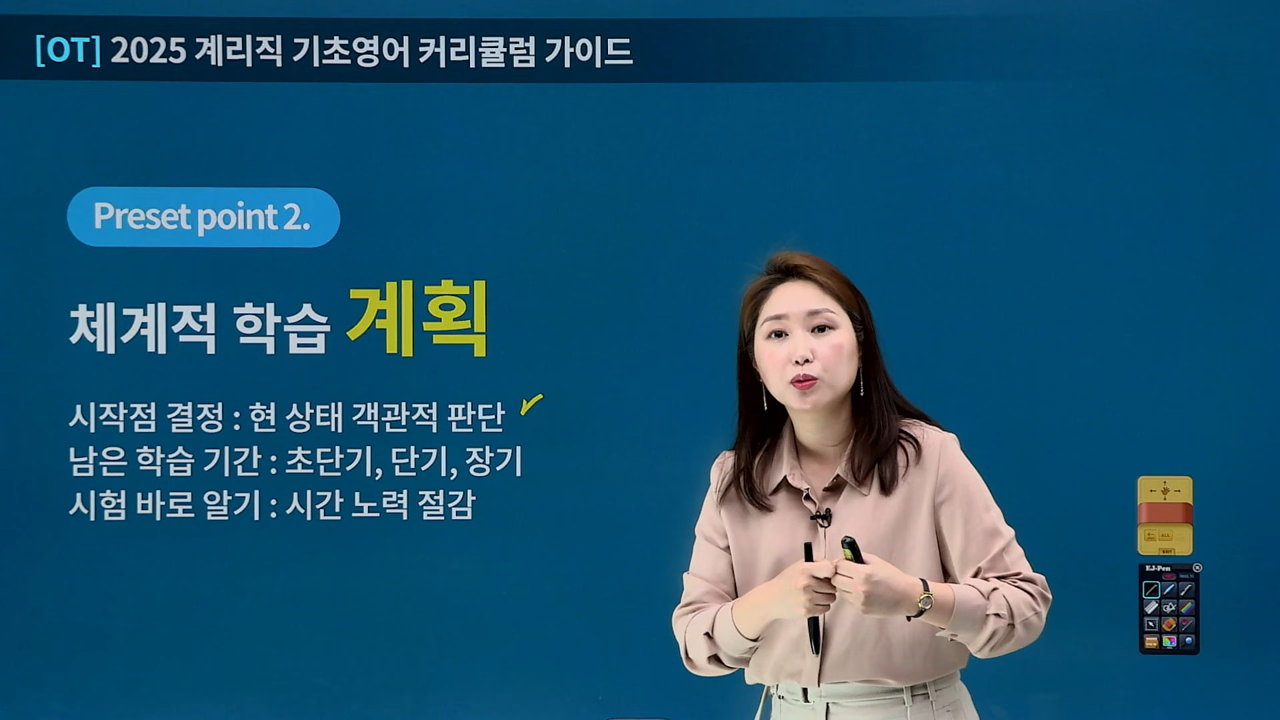 [OT] 2025 계리직 기초영어 커리큘럼 가이드
Preset point 2.
체계적 학습 계획
시작점 결정 : 현 상태 객관적 판단
남은 학습 기간 : 초단기, 단기, 장기
시험 바로 알기 : 시간 노력 절감
ALL
EJ-Pen